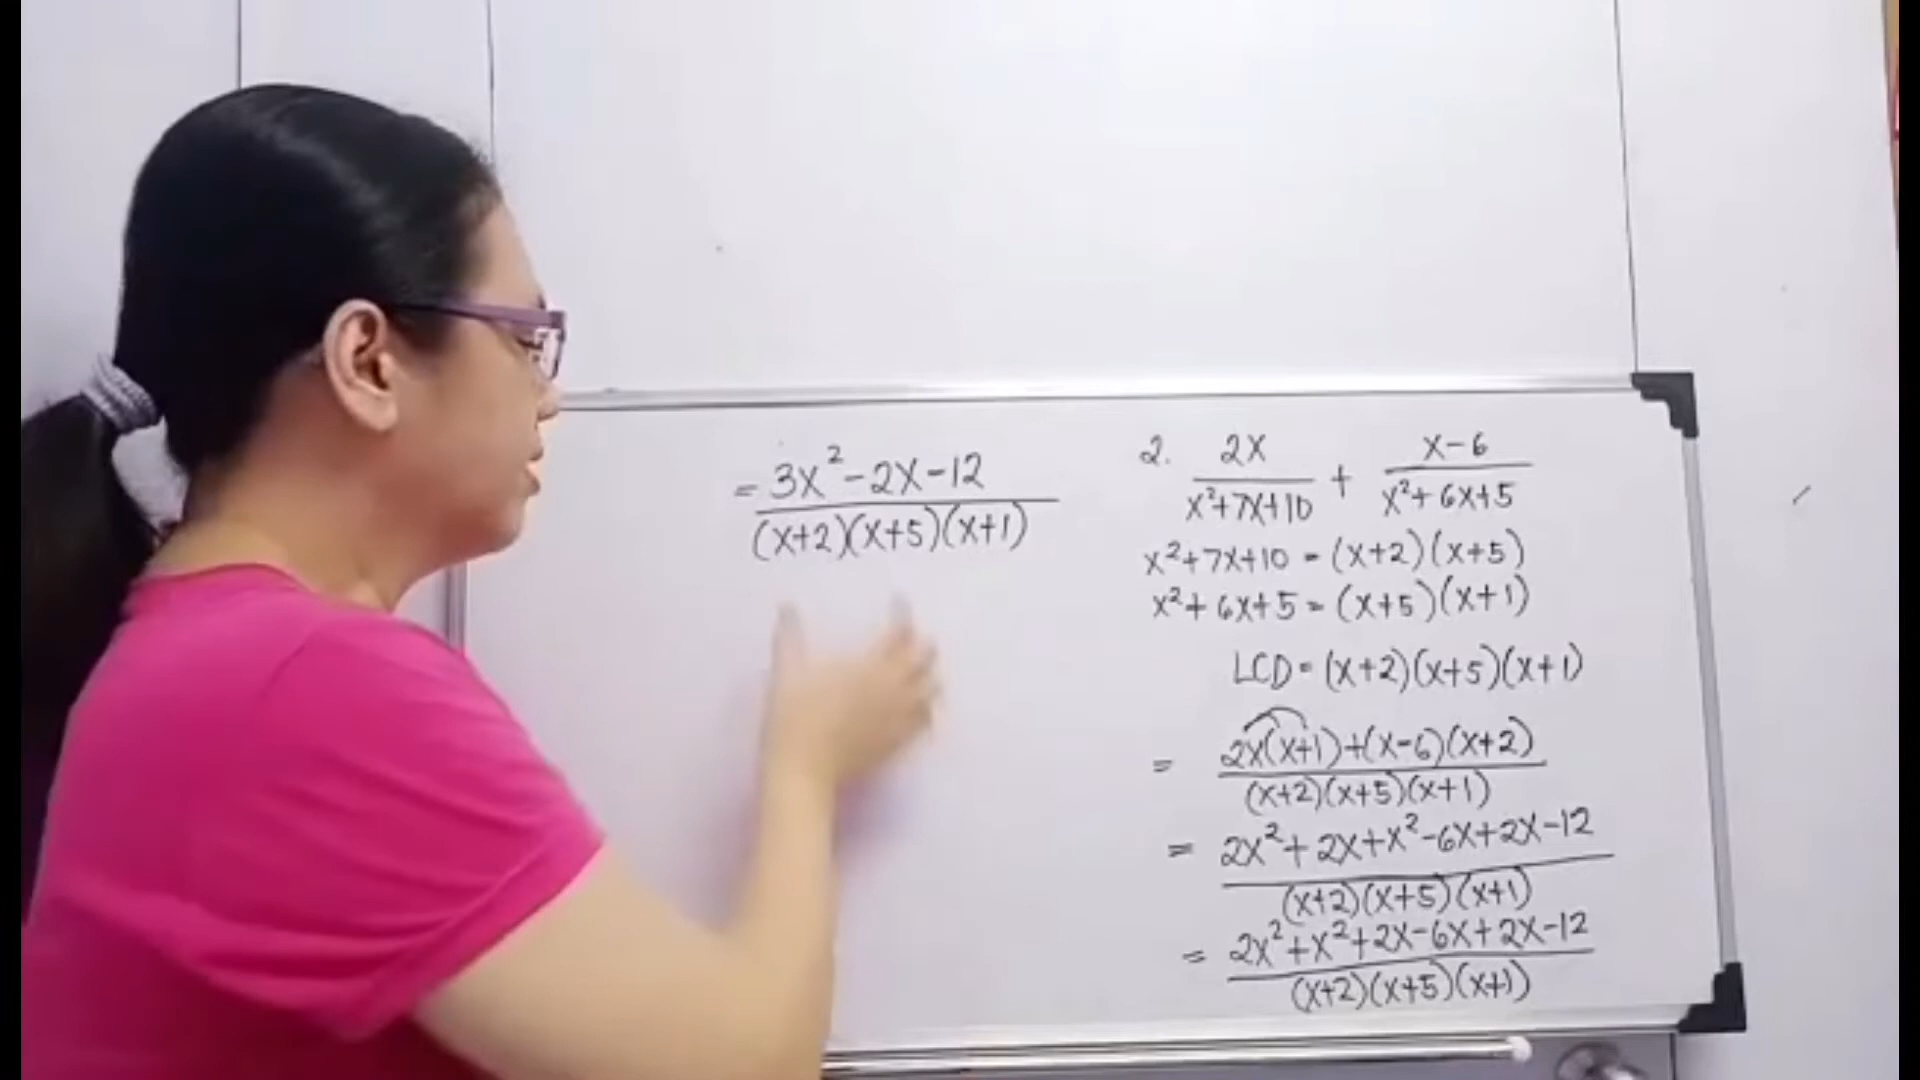 2. 2x/(x²+7x+10) + (x-6)/(x²+6x+5)
x²+7x+10 = (x+2)(x+5)
x²+6x+5 = (x+5)(x+1)
LCD = (x+2)(x+5)(x+1)
= 2x(x+1)+(x-6)(x+2)
(x+2)(x+5)(x+1)
= 2x²+2x+x²-6x+2x-12
(x+2)(x+5)(x+1)
= 2x²+x²+2x-6x+2x-12
(x+2)(x+5)(x+1)
= 3x²-2x-12
(x+2)(x+5)(x+1)